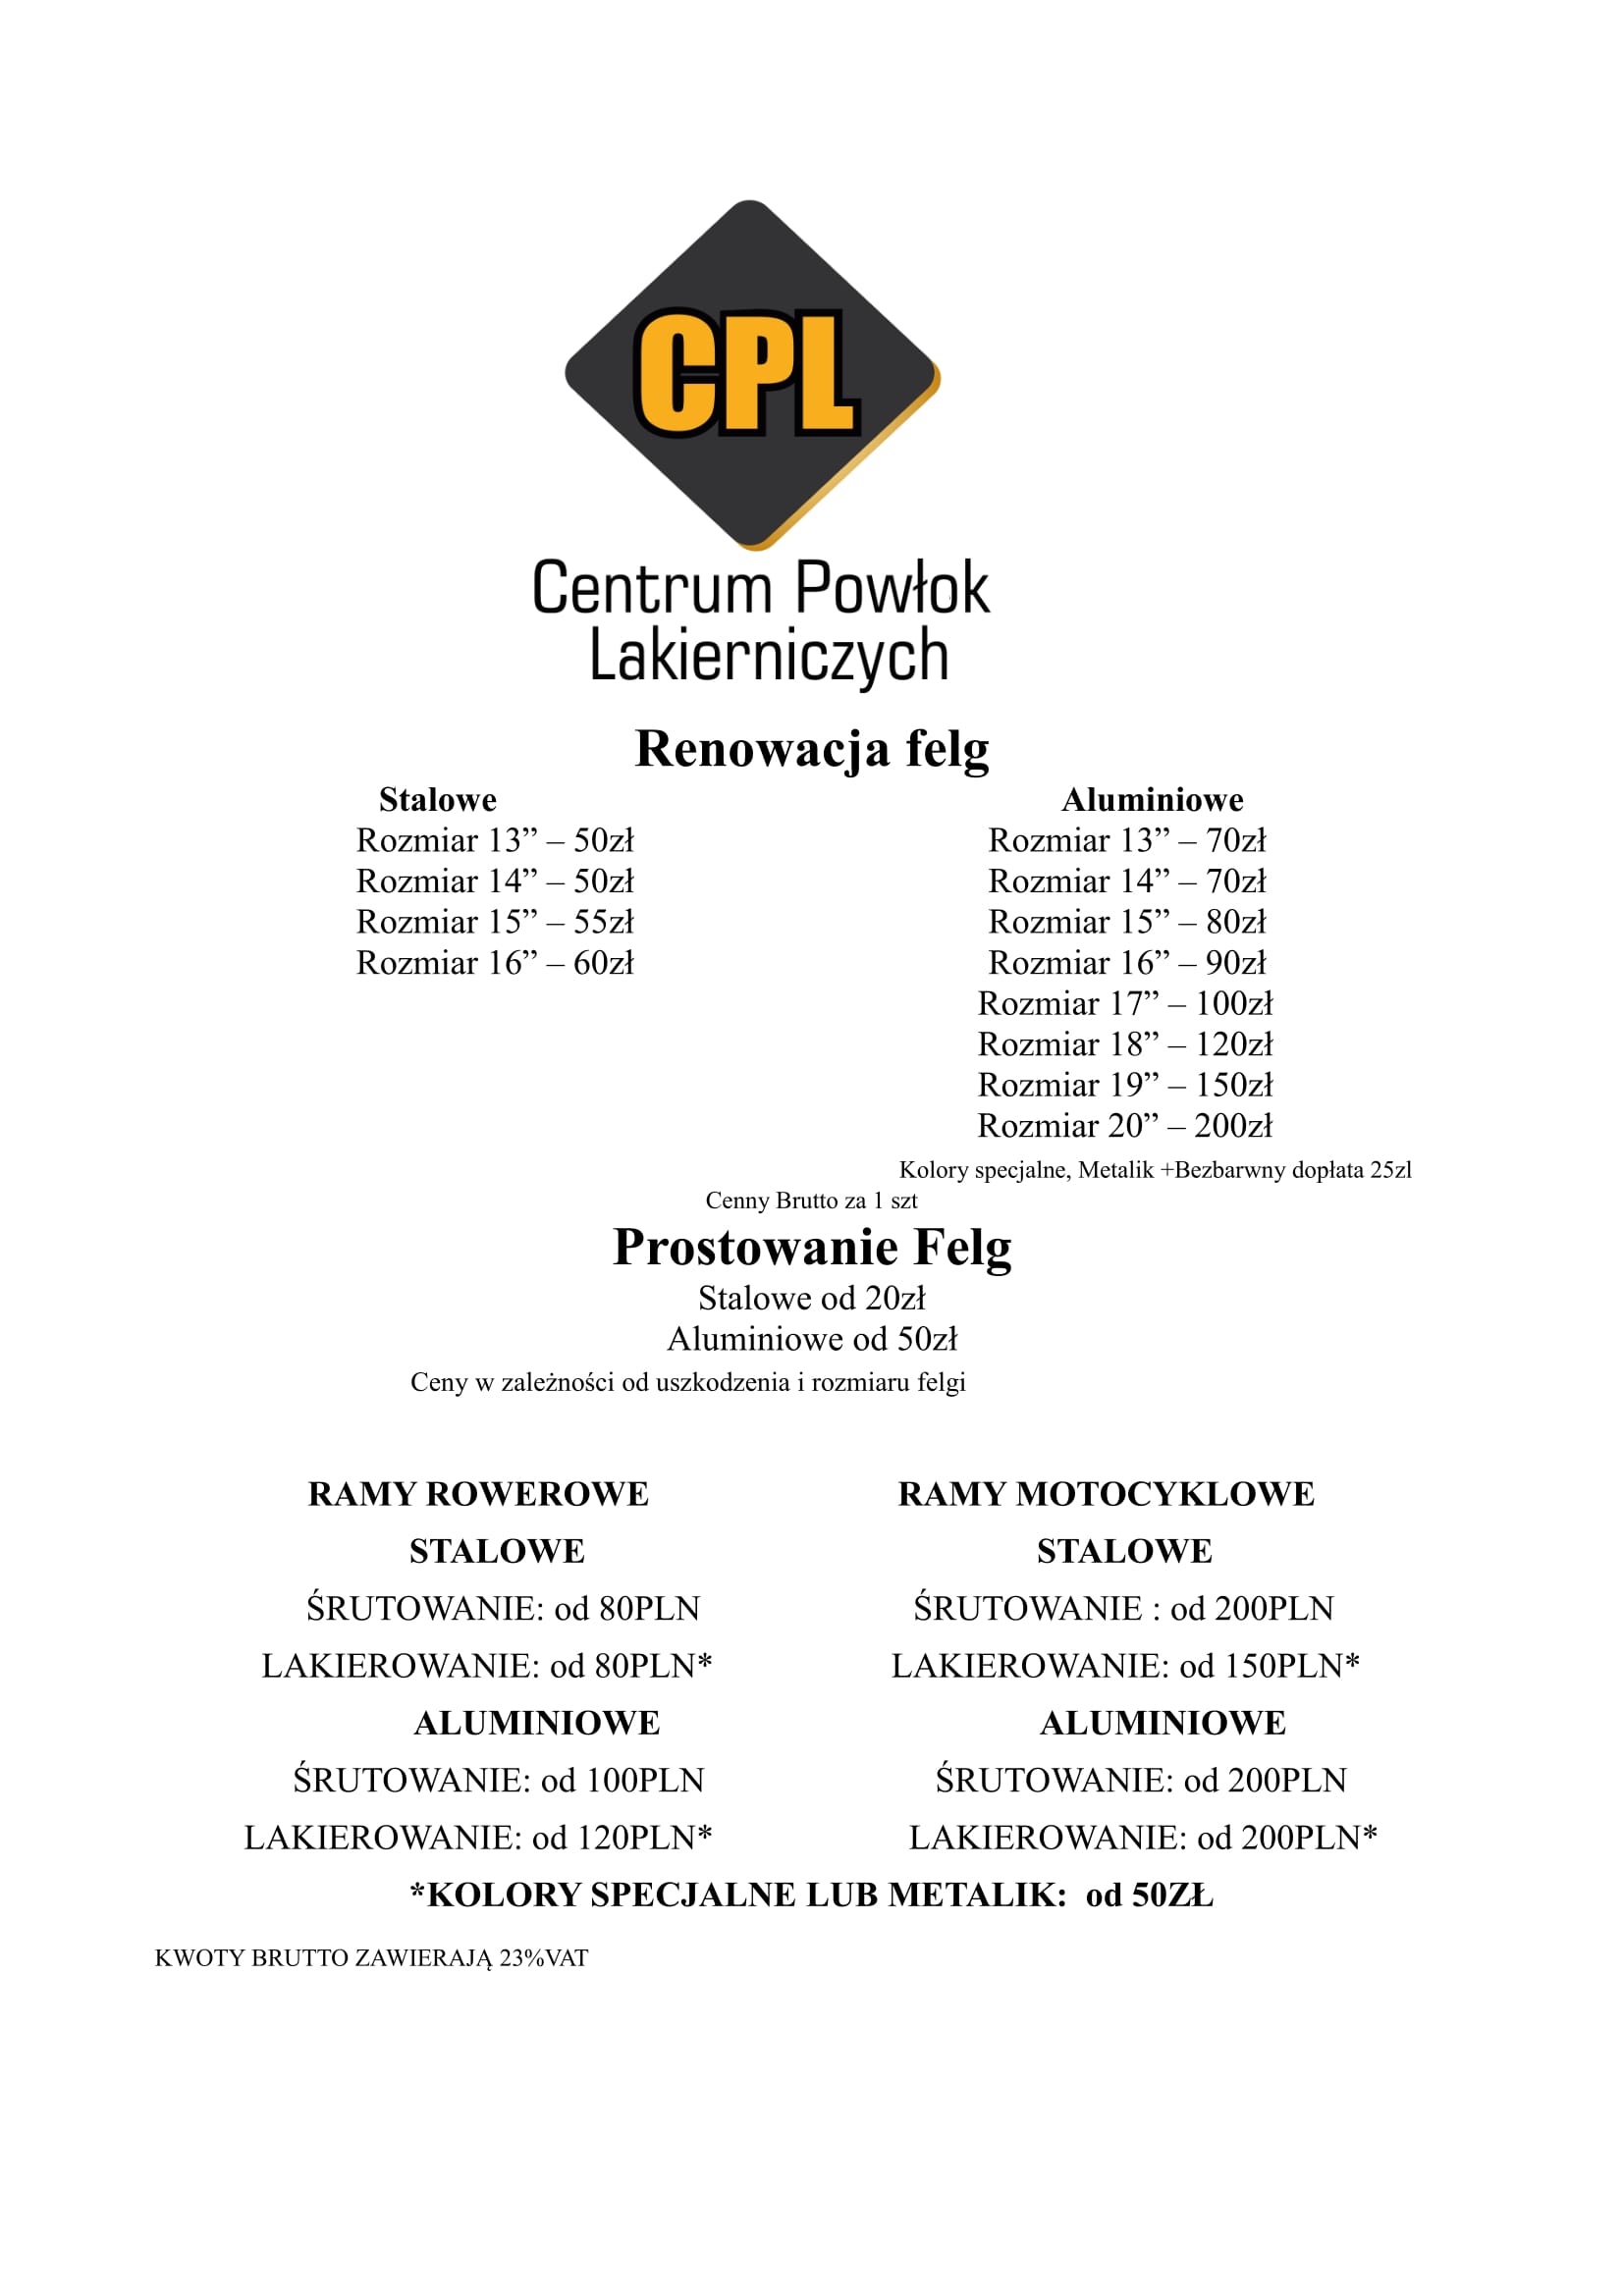 CPL
Centrum Powłok
Lakierniczych
Renowacja felg
Stalowe
Rozmiar 13” – 50zł
Rozmiar 14” – 50zł
Rozmiar 15” – 55zł
Rozmiar 16” – 60zł
Aluminiowe
Rozmiar 13” – 70zł
Rozmiar 14” – 70zł
Rozmiar 15” – 80zł
Rozmiar 16” – 90zł
Rozmiar 17” – 100zł
Rozmiar 18” – 120zł
Rozmiar 19” – 150zł
Rozmiar 20” – 200zł
Kolory specjalne, Metalik +Bezbarwny dopłata 25zl
Cenny Brutto za 1 szt
Prostowanie Felg
Stalowe od 20zł
Aluminiowe od 50zł
Ceny w zależności od uszkodzenia i rozmiaru felgi
RAMY ROWEROWE
STALOWE
ŚRUTOWANIE: od 80PLN
LAKIEROWANIE: od 80PLN*
ALUMINIOWE
ŚRUTOWANIE: od 100PLN
LAKIEROWANIE: od 120PLN*
RAMY MOTOCYKLOWE
STALOWE
ŚRUTOWANIE : od 200PLN
LAKIEROWANIE: od 150PLN*
ALUMINIOWE
ŚRUTOWANIE: od 200PLN
LAKIEROWANIE: od 200PLN*
*KOLORY SPECJALNE LUB METALIK: od 50ZŁ
KWOTY BRUTTO ZAWIERAJĄ 23%VAT